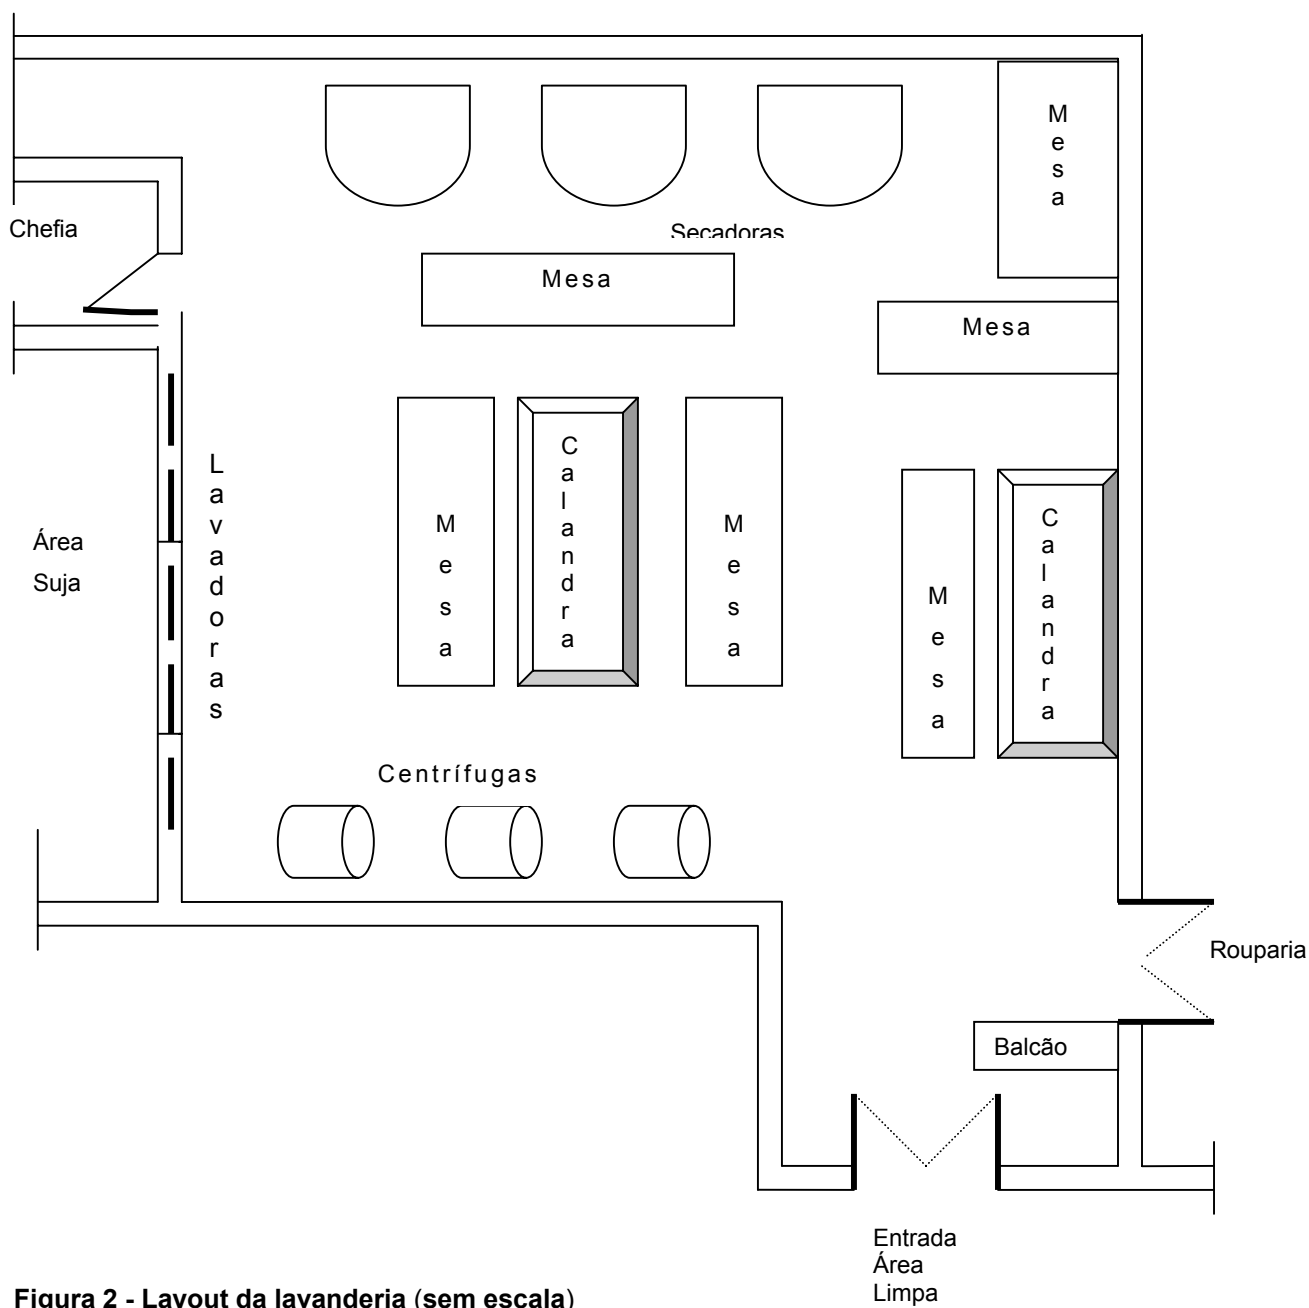 Mesa
Chefia
Secadoras
Mesa
Mesa
Lavadoras
Calandra
Mesa
Mesa
Calandra
Mesa
Área
Suja
Centrífugas
Rouparia
Balcão
Entrada
Área
Limpa
Figura 2 - Layout da lavanderia (sem escala)